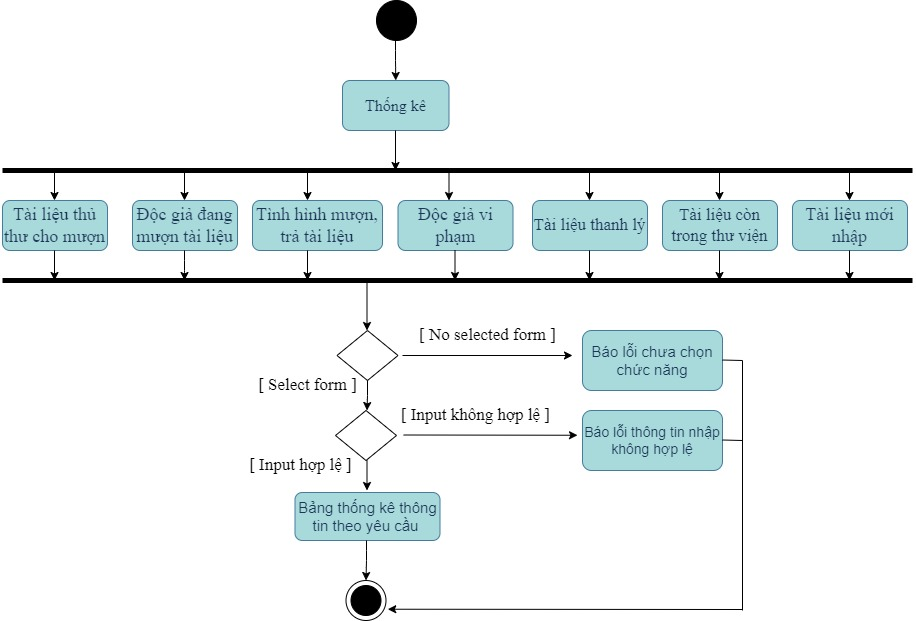 Thống kê
Tài liệu thủ
thư cho mượn
Độc giả đang
mượn tài liệu
Tình hình mượn,
trả tài liệu
Độc giả vi
phạm
Tài liệu thanh lý
Tài liệu còn
trong thư viện
Tài liệu mới
nhập
[ No selected form ]
Báo lỗi chưa chọn
chức năng
[ Select form ]
[ Input không hợp lệ ]
Báo lỗi thông tin nhập
không hợp lệ
[ Input hợp lệ ]
Bảng thống kê thông
tin theo yêu cầu